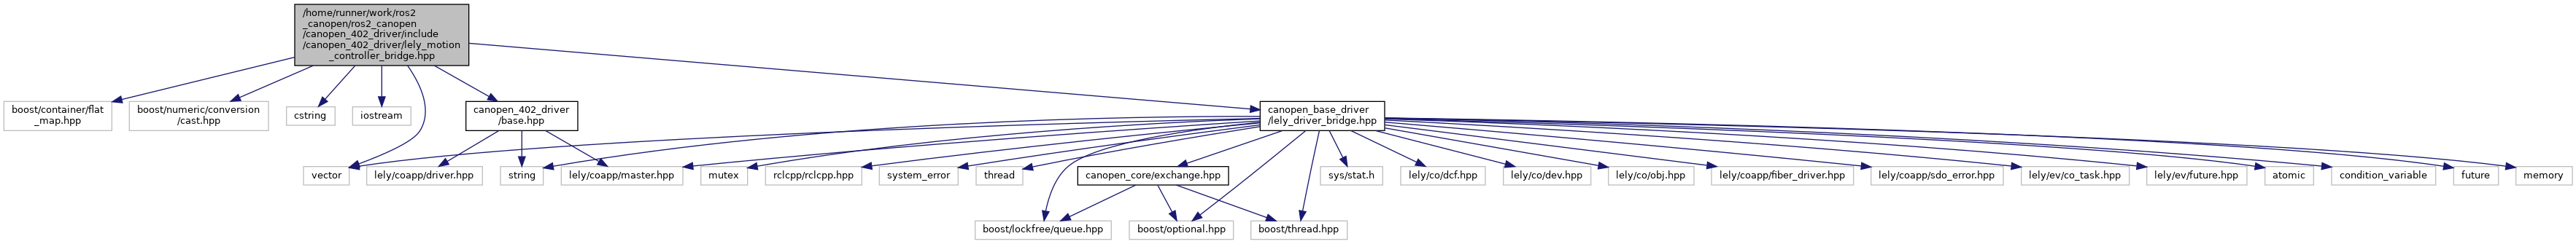 /home/runner/work/ros2
_canopen/ros2_canopen
/canopen_402_driver/include
/canopen_402_driver/lely_motion
_controller_bridge.hpp
boost/container/flat
_map.hpp
boost/numeric/conversion
/cast.hpp
cstring
iostream
canopen_402_driver
/base.hpp
canopen_base_driver
/lely_driver_bridge.hpp
vector
lely/coapp/driver.hpp
string
lely/coapp/master.hpp
mutex
rclcpp/rclcpp.hpp
system_error
thread
canopen_core/exchange.hpp
sys/stat.h
lely/co/dcf.hpp
lely/co/dev.hpp
lely/co/obj.hpp
lely/coapp/fiber_driver.hpp
lely/coapp/sdo_error.hpp
lely/ev/co_task.hpp
lely/ev/future.hpp
atomic
condition_variable
future
memory
boost/lockfree/queue.hpp
boost/optional.hpp
boost/thread.hpp